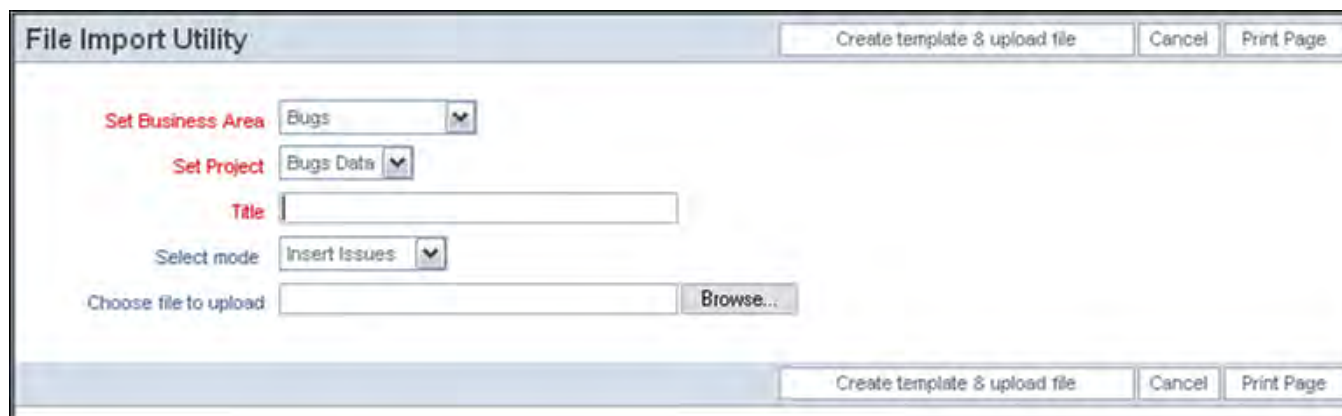 File Import Utility Create template & upload file Cancel Print Page
Set Business Area Bugs
Set Project Bugs Data
Title
Select mode Insert Issues
Choose file to upload Browse...
Create template & upload file Cancel Print Page